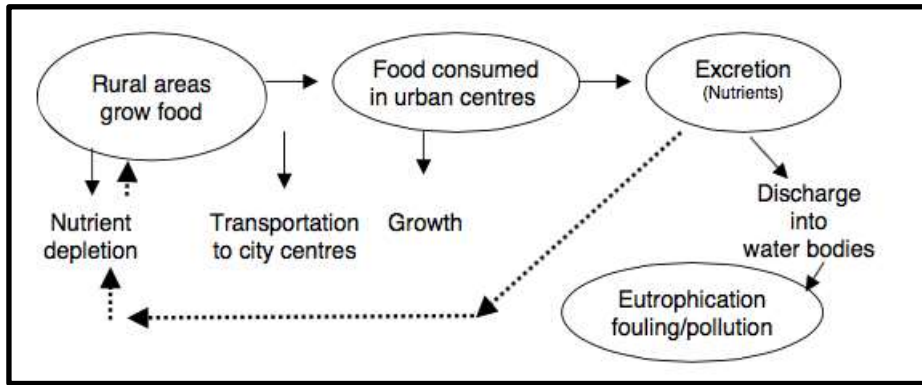 Rural areas
grow food
Food consumed
in urban centres
Excretion
(Nutrients)
Nutrient
depletion
Transportation
to city centres
Growth
Discharge
into
water bodies
Eutrophication
fouling/pollution